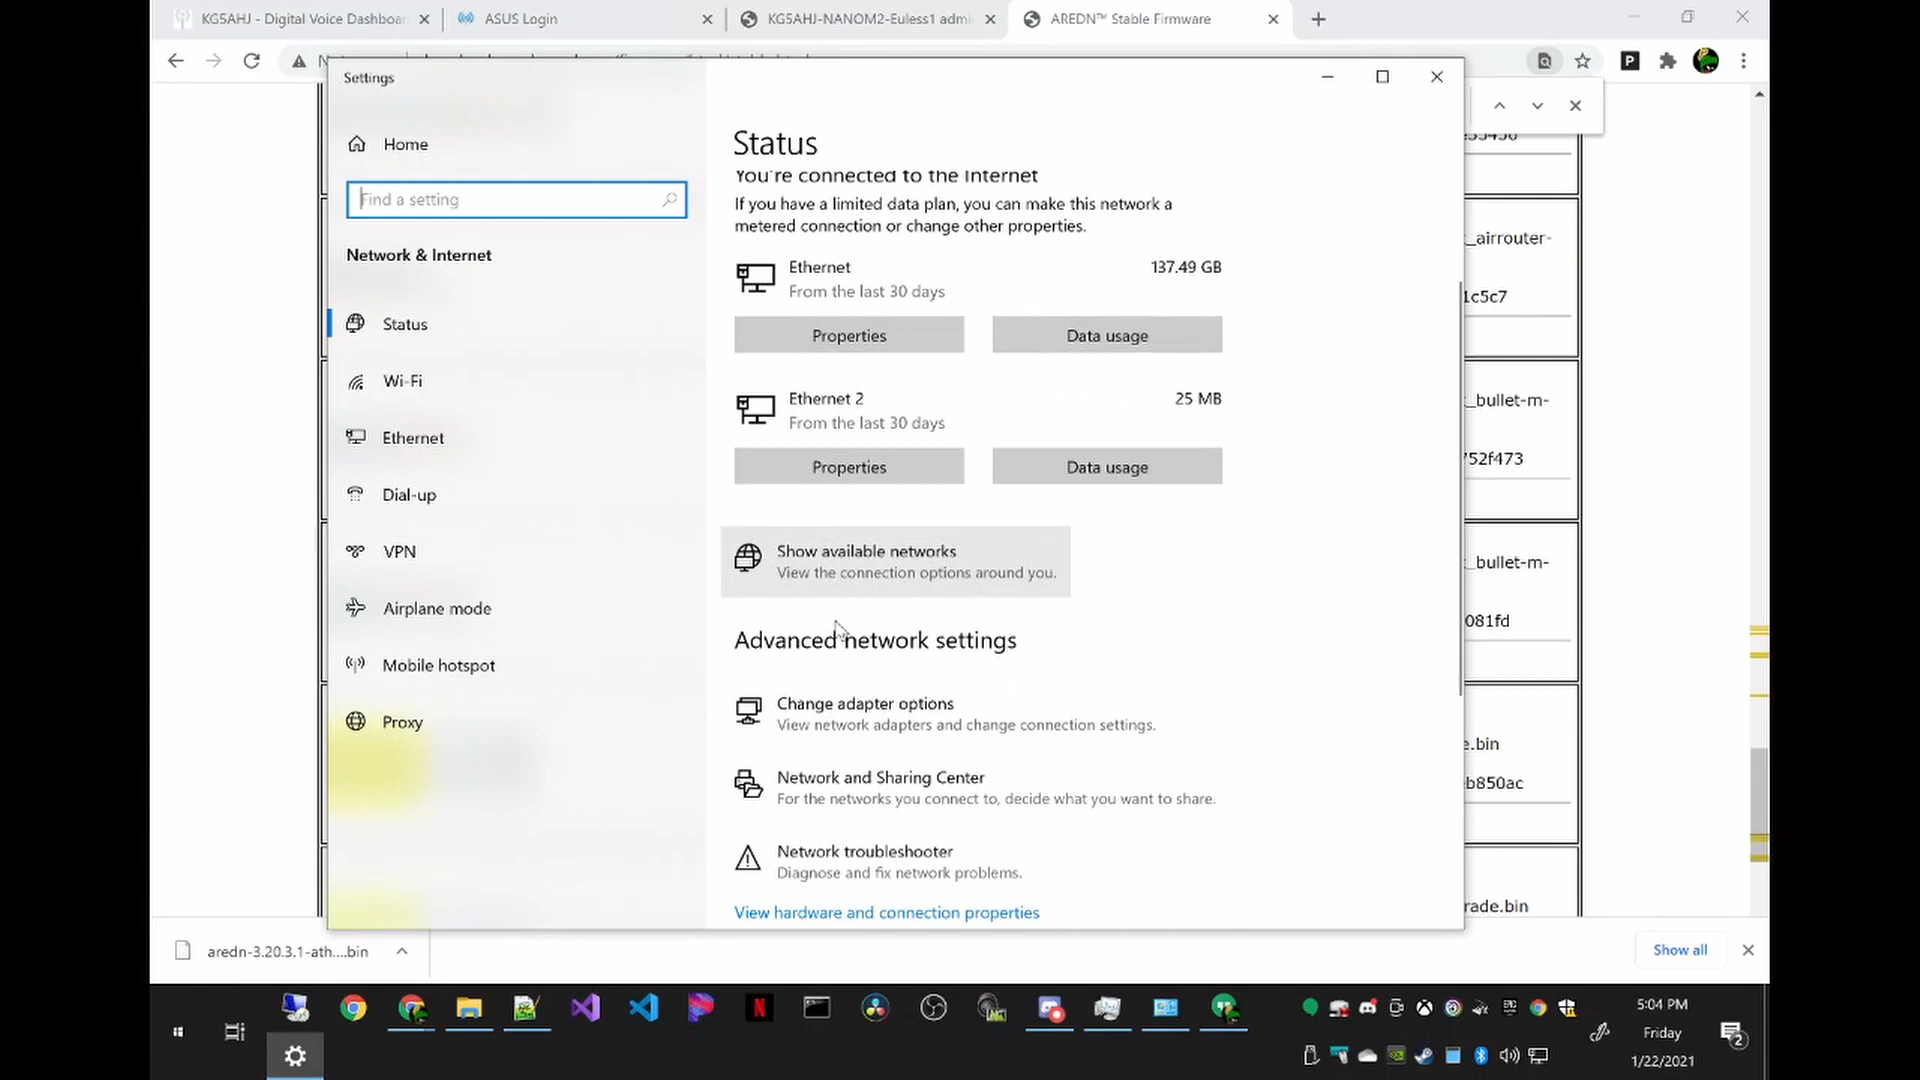 KG5AHJ - Digital Voice Dashboar
ASUS Login
KG5AHJ-NANOM2-Euless1 admi
AREDN™ Stable Firmware
Settings
Home
Find a setting
Network & Internet
Status
Wi-Fi
Ethernet
Dial-up
VPN
Airplane mode
Mobile hotspot
Proxy
Status
You're connected to the Internet
If you have a limited data plan, you can make this network a
metered connection or change other properties.
Ethernet
137.49 GB
From the last 30 days
Properties
Data usage
Ethernet 2
25 MB
From the last 30 days
Properties
Data usage
Show available networks
View the connection options around you.
Advanced network settings
Change adapter options
View network adapters and change connection settings.
Network and Sharing Center
For the networks you connect to, decide what you want to share.
Network troubleshooter
Diagnose and fix network problems.
View hardware and connection properties
_airrouter-
1c5c7
_bullet-m-
752f473
_bullet-m-
081fd
e.bin
b850ac
rade.bin
aredn-3.20.3.1-ath....bin
Show all
5:04 PM
Friday
1/22/2021
2